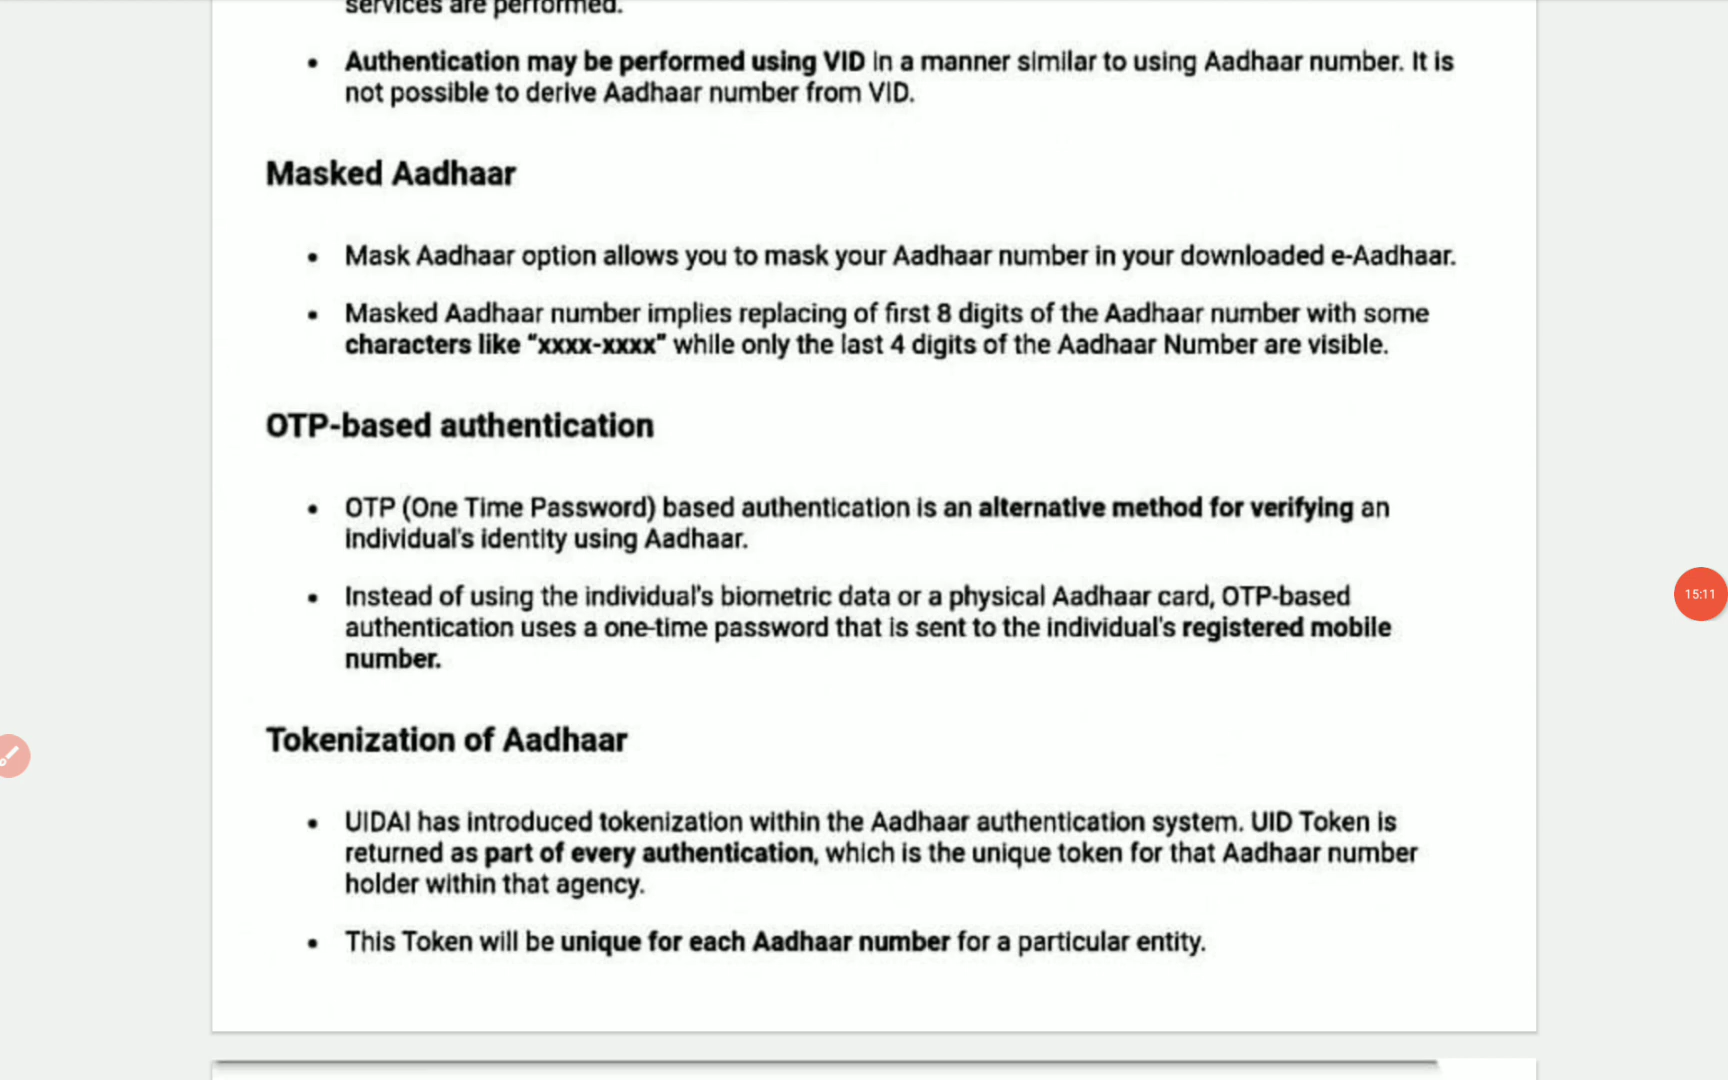 services are performed.
• Authentication may be performed using VID in a manner similar to using Aadhaar number. It is
not possible to derive Aadhaar number from VID.
Masked Aadhaar
• Mask Aadhaar option allows you to mask your Aadhaar number in your downloaded e-Aadhaar.
• Masked Aadhaar number implies replacing of first 8 digits of the Aadhaar number with some
characters like “xxxx-xxxx” while only the last 4 digits of the Aadhaar Number are visible.
OTP-based authentication
• OTP (One Time Password) based authentication is an alternative method for verifying an
individual's identity using Aadhaar.
• Instead of using the individual's biometric data or a physical Aadhaar card, OTP-based
authentication uses a one-time password that is sent to the individual's registered mobile
number.
15:11
Tokenization of Aadhaar
• UIDAI has introduced tokenization within the Aadhaar authentication system. UID Token is
returned as part of every authentication, which is the unique token for that Aadhaar number
holder within that agency.
• This Token will be unique for each Aadhaar number for a particular entity.